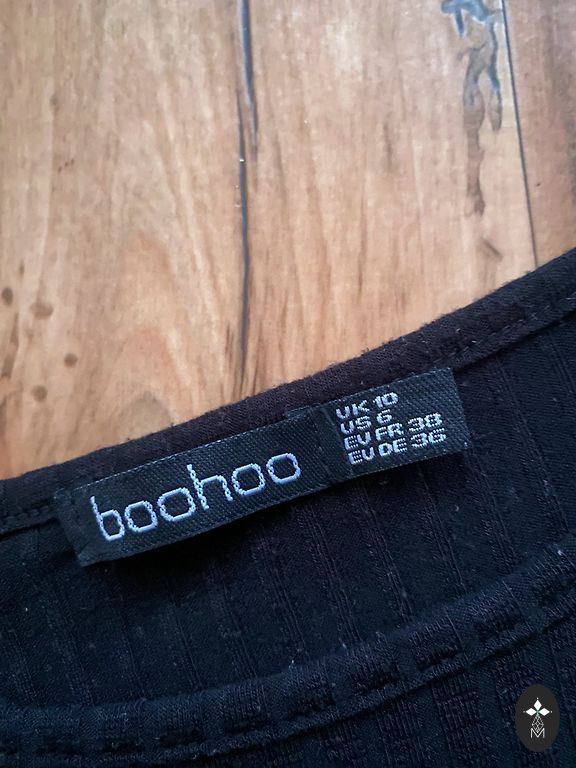 boohoo
UK 10
US 6
EU FR 38
EU DE 36
M